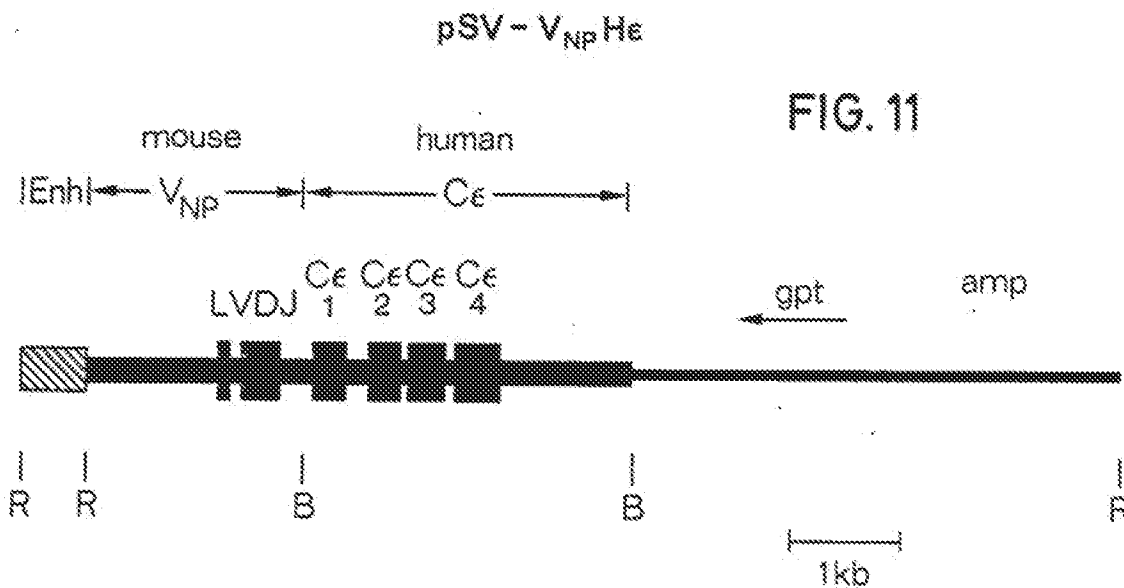 pSV – V_NP Hε
FIG. 11
mouse human
|Enh| V_NP Cε
LVDJ Cε 1 Cε 2 Cε 3 Cε 4 gpt amp
R R B B R
1kb